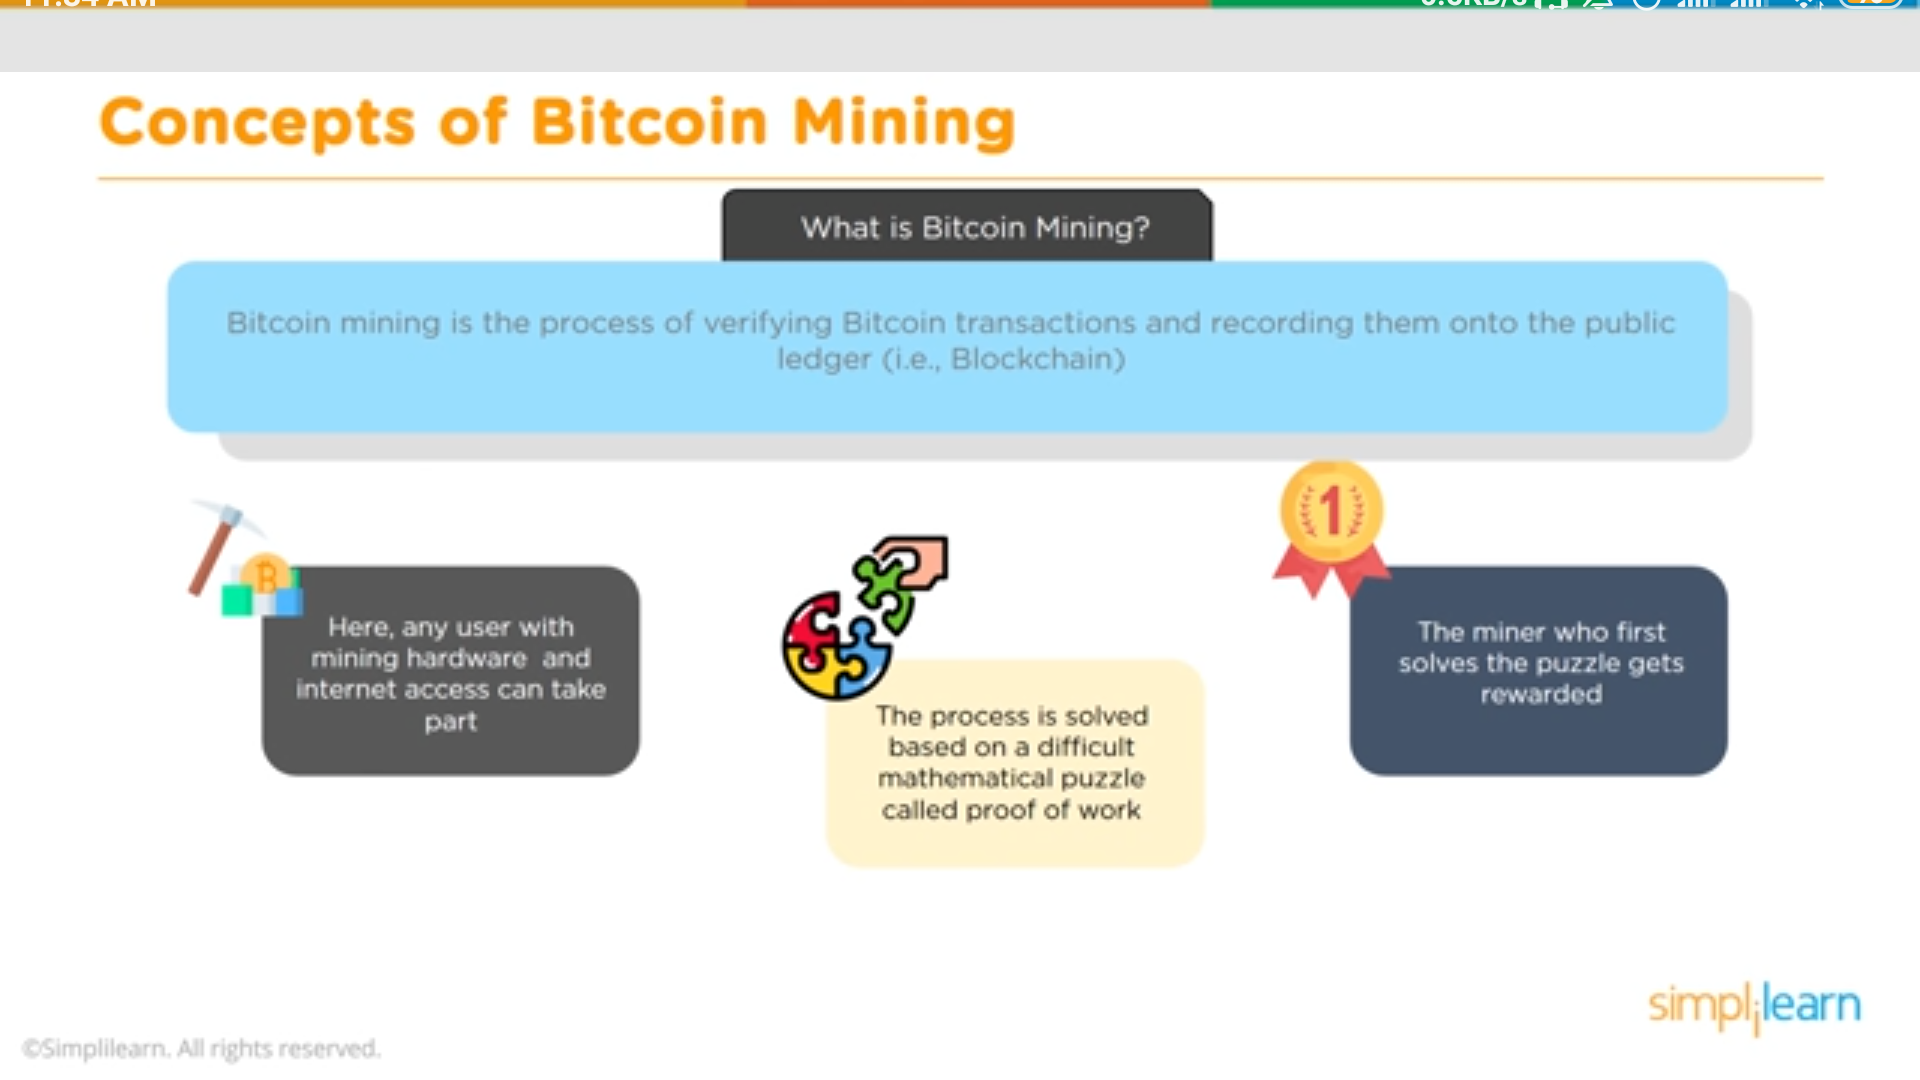 Concepts of Bitcoin Mining
What is Bitcoin Mining?
Bitcoin mining is the process of verifying Bitcoin transactions and recording them onto the public
ledger (i.e., Blockchain)
1
Here, any user with
mining hardware and
internet access can take
part
The process is solved
based on a difficult
mathematical puzzle
called proof of work
The miner who first
solves the puzzle gets
rewarded
simplilearn
©Simplilearn. All rights reserved.